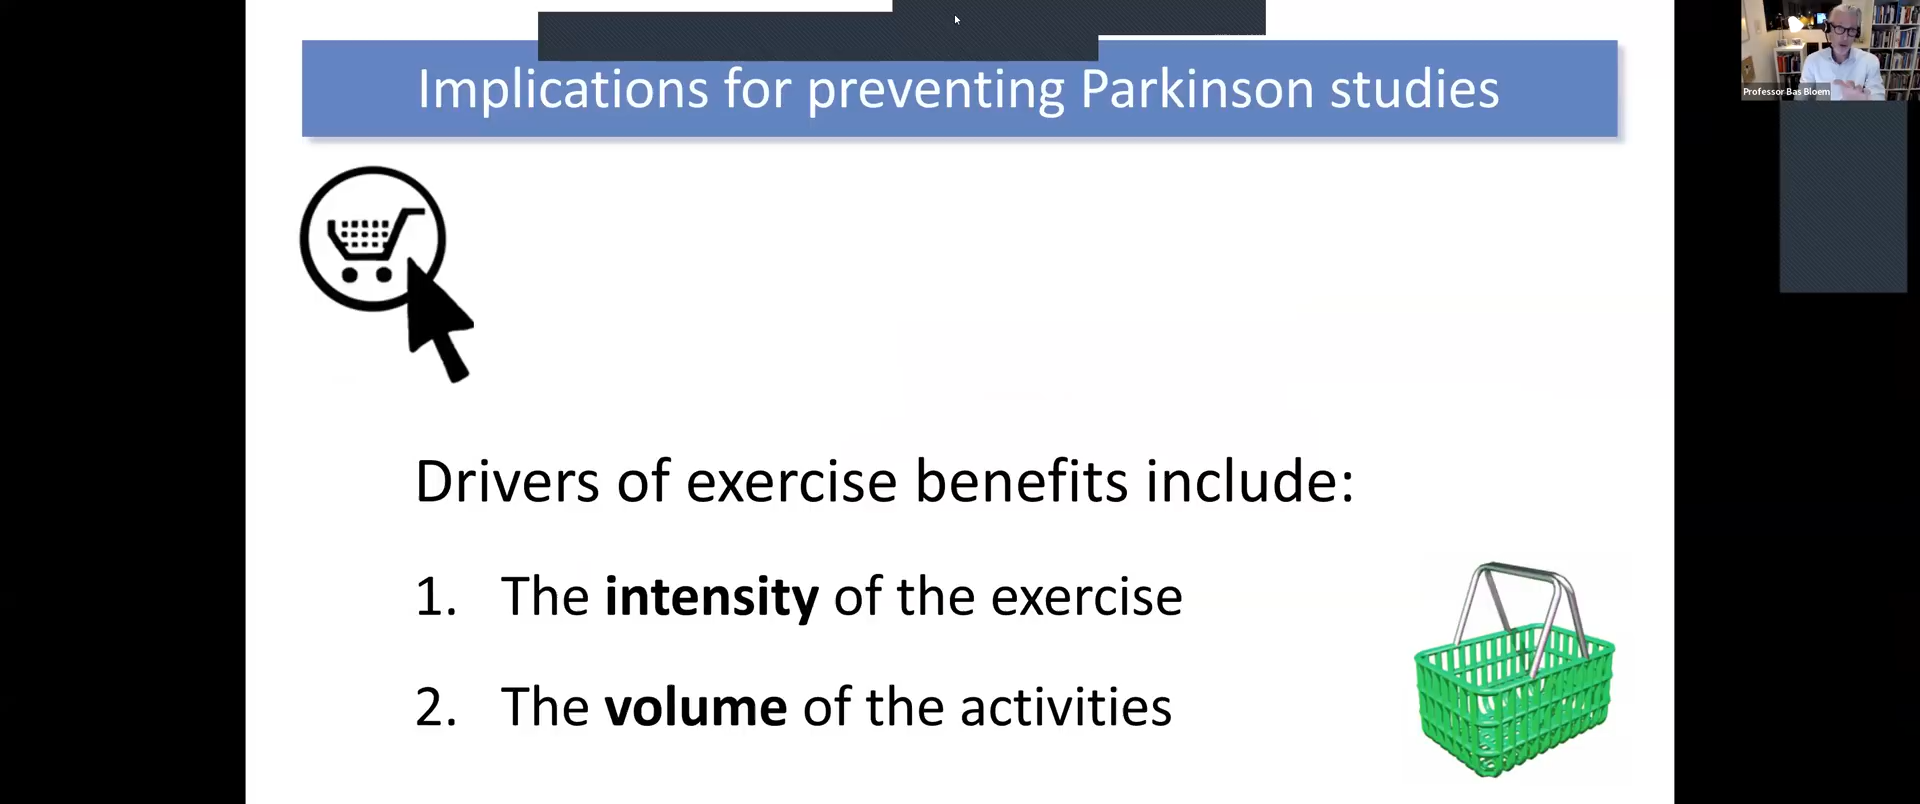 Implications for preventing Parkinson studies
Professor Bas Bloem
Drivers of exercise benefits include:
1. The intensity of the exercise
2. The volume of the activities